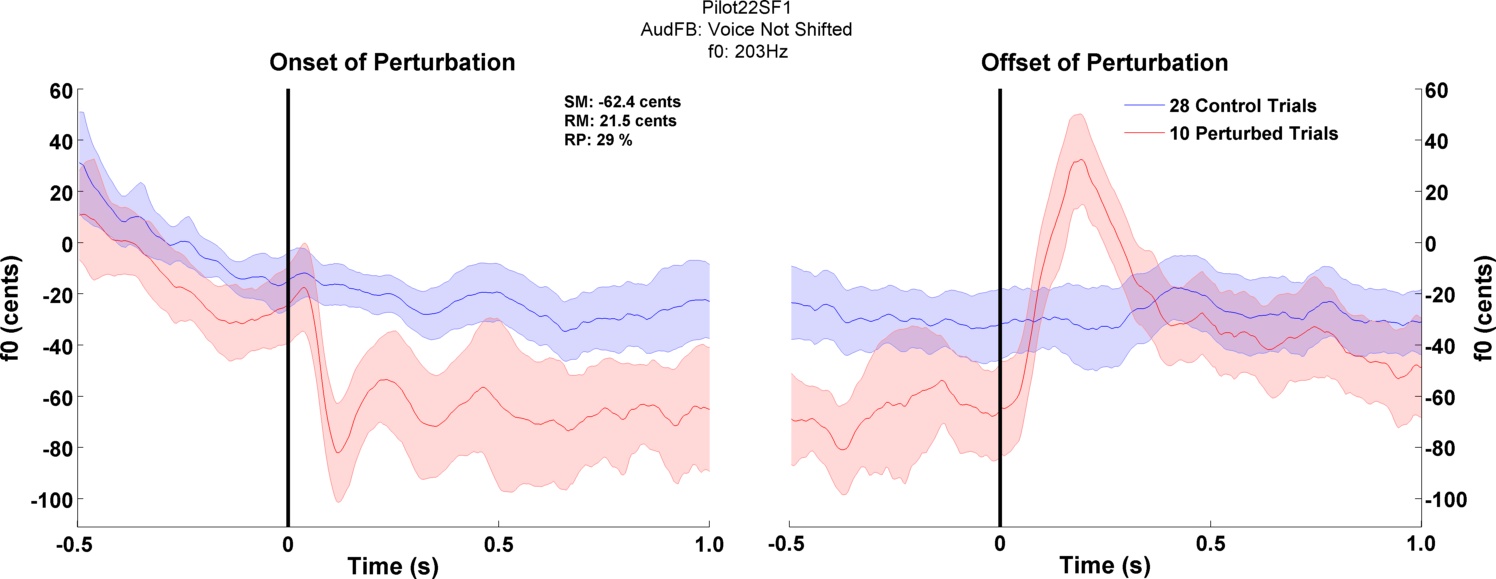 Pilot22SF1
AudFB: Voice Not Shifted
f0: 203Hz
Onset of Perturbation
Offset of Perturbation
SM: -62.4 cents
RM: 21.5 cents
RP: 29 %
28 Control Trials
10 Perturbed Trials
60
40
20
0
-20
-40
-60
-80
-100
f0 (cents)
-0.5
0
0.5
1.0
Time (s)
-0.5
0
0.5
1.0
Time (s)
60
40
20
0
-20
-40
-60
-80
-100
f0 (cents)